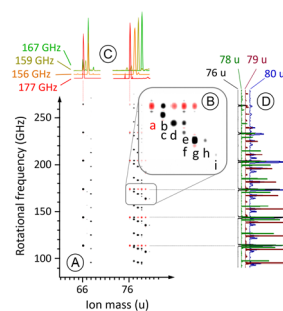 167 GHz
159 GHz
156 GHz
177 GHz
C
78 u
79 u
76 u
80 u
D
B
a
b
c
d
e
f
g
h
i
Rotational frequency (GHz)
250
200
150
100
A
66
76
Ion mass (u)